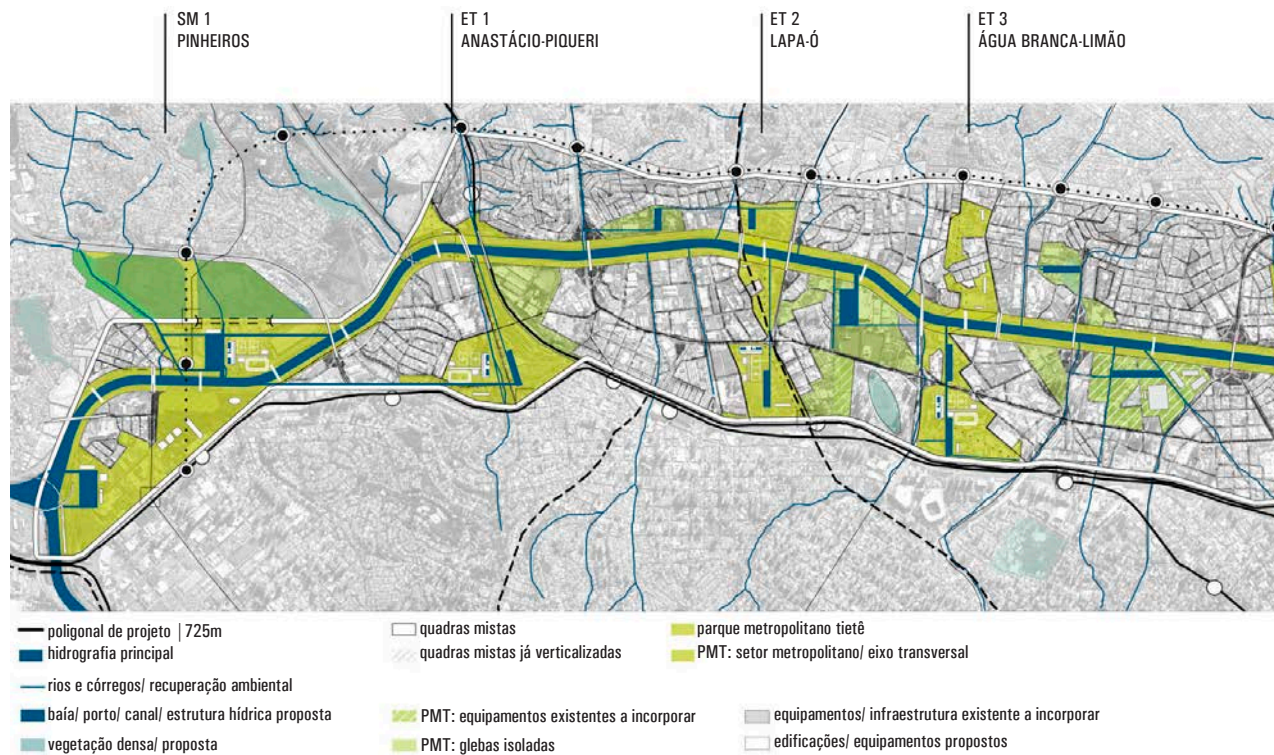 SM 1
PINHEIROS
ET 1
ANASTÁCIO-PIQUERI
ET 2
LAPA-Ó
ET 3
ÁGUA BRANCA-LIMÃO
poligonal de projeto | 725m
hidrografia principal
rios e córregos/ recuperação ambiental
baía/ porto/ canal/ estrutura hídrica proposta
vegetação densa/ proposta
quadras mistas
quadras mistas já verticalizadas
PMT: equipamentos existentes a incorporar
PMT: glebas isoladas
parque metropolitano tietê
PMT: setor metropolitano/ eixo transversal
equipamentos/ infraestrutura existente a incorporar
edificações/ equipamentos propostos